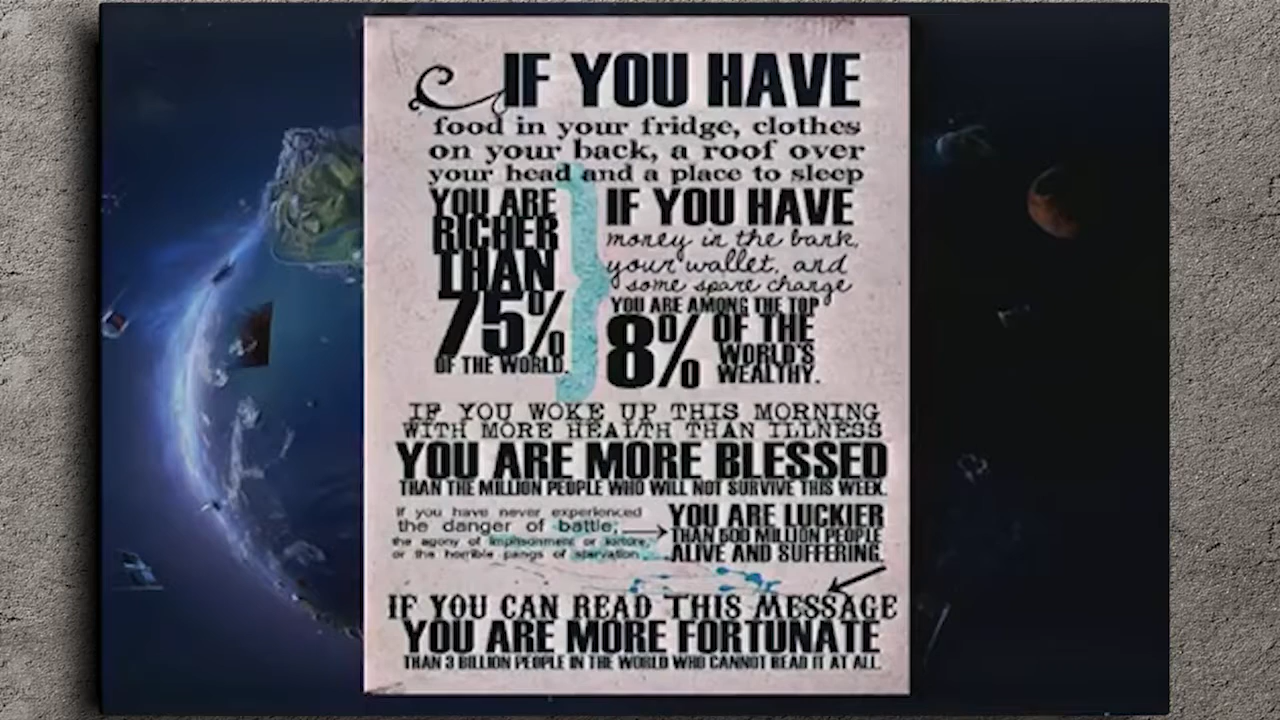 IF YOU HAVE
food in your fridge, clothes
on your back, a roof over
your head and a place to sleep
YOU ARE
RICHER
THAN
75%
OF THE WORLD.
IF YOU HAVE
money in the bank,
your wallet, and
some spare change
YOU ARE AMONG THE TOP
8% OF THE
WORLD'S
WEALTHY.
IF YOU WOKE UP THIS MORNING
WITH MORE HEALTH THAN ILLNESS
YOU ARE MORE BLESSED
THAN THE MILLION PEOPLE WHO WILL NOT SURVIVE THIS WEEK.
if you have never experienced
the danger of battle,
the agony of imprisonment or torture,
or the horrible pangs of starvation
YOU ARE LUCKIER
THAN 500 MILLION PEOPLE
ALIVE AND SUFFERING.
IF YOU CAN READ THIS MESSAGE
YOU ARE MORE FORTUNATE
THAN 3 BILLION PEOPLE IN THE WORLD WHO CANNOT READ IT AT ALL.